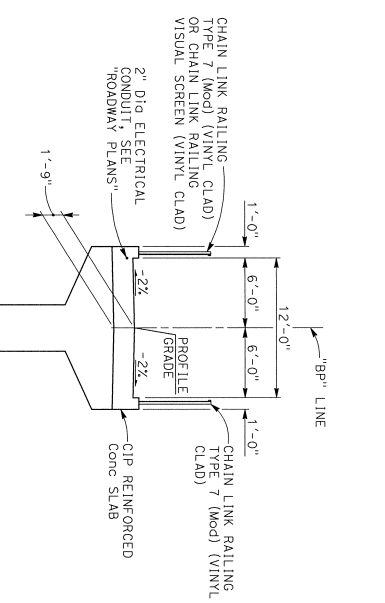 "BP" LINE
12'-0"
1'-0"
6'-0"
6'-0"
1'-0"
CHAIN LINK RAILING
TYPE 7 (Mod) (VINYL CLAD)
OR CHAIN LINK RAILING
VISUAL SCREEN (VINYL CLAD)
CHAIN LINK RAILING
TYPE 7 (Mod) (VINYL
CLAD)
PROFILE
GRADE
-2%
-2%
2" Dia ELECTRICAL
CONDUIT, SEE
"ROADWAY PLANS"
1'-9"
CIP REINFORCED
Conc SLAB